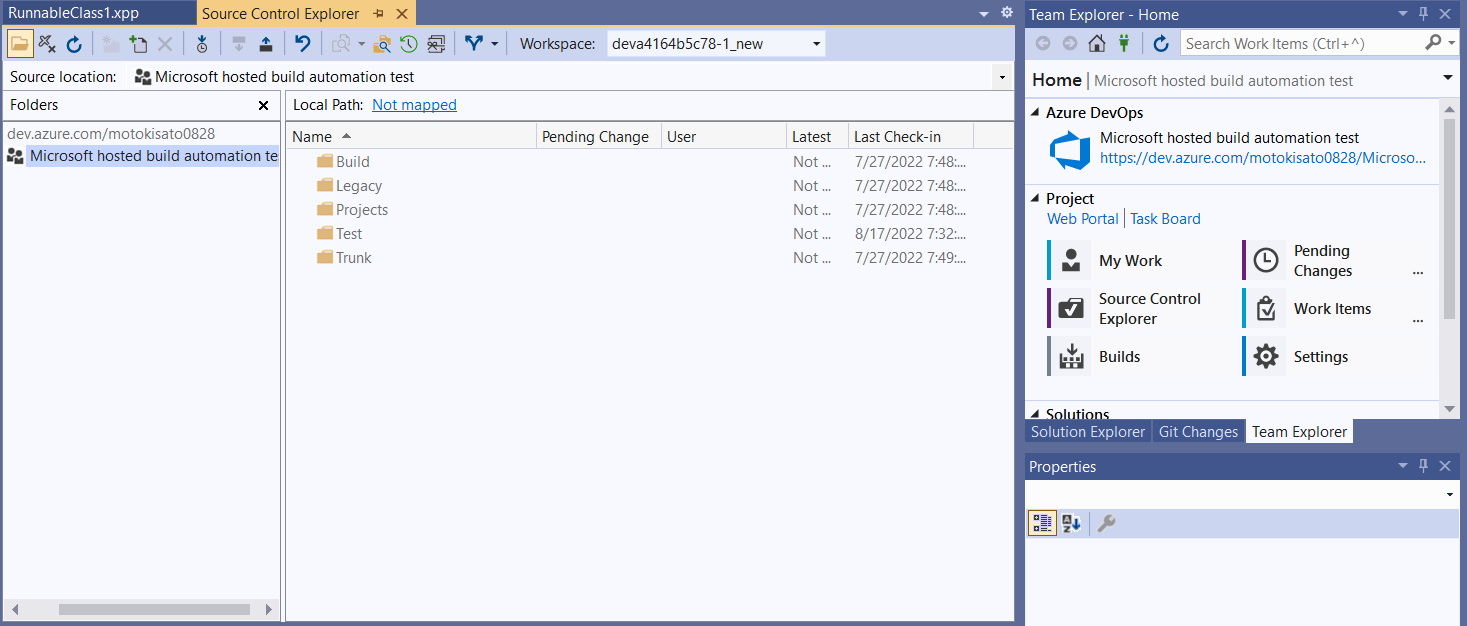 RunnableClass1.xpp
Source Control Explorer
Workspace: deva4164b5c78-1_new
Source location: Microsoft hosted build automation test
Folders
dev.azure.com/motokisato0828
Microsoft hosted build automation te
Local Path: Not mapped
Name Pending Change User Latest Last Check-in
Build Not ... 7/27/2022 7:48:...
Legacy Not ... 7/27/2022 7:48:...
Projects Not ... 7/27/2022 7:48:...
Test Not ... 8/17/2022 7:32:...
Trunk Not ... 7/27/2022 7:49:...
Team Explorer - Home
Search Work Items (Ctrl+^)
Home | Microsoft hosted build automation test
Azure DevOps
Microsoft hosted build automation test
https://dev.azure.com/motokisato0828/Microso...
Project
Web Portal | Task Board
My Work
Pending
Changes
...
Source Control
Explorer
Work Items
...
Builds
Settings
Solutions
Solution Explorer Git Changes Team Explorer
Properties